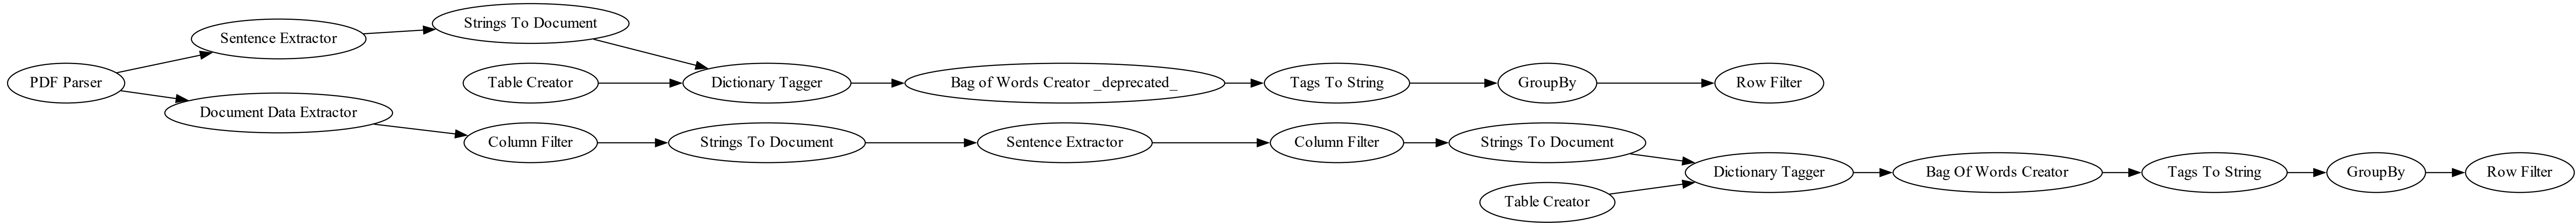 Strings To Document
Sentence Extractor
PDF Parser
Table Creator
Dictionary Tagger
Bag of Words Creator _deprecated_
Tags To String
GroupBy
Row Filter
Document Data Extractor
Column Filter
Strings To Document
Sentence Extractor
Column Filter
Strings To Document
Dictionary Tagger
Bag Of Words Creator
Tags To String
GroupBy
Row Filter
Table Creator